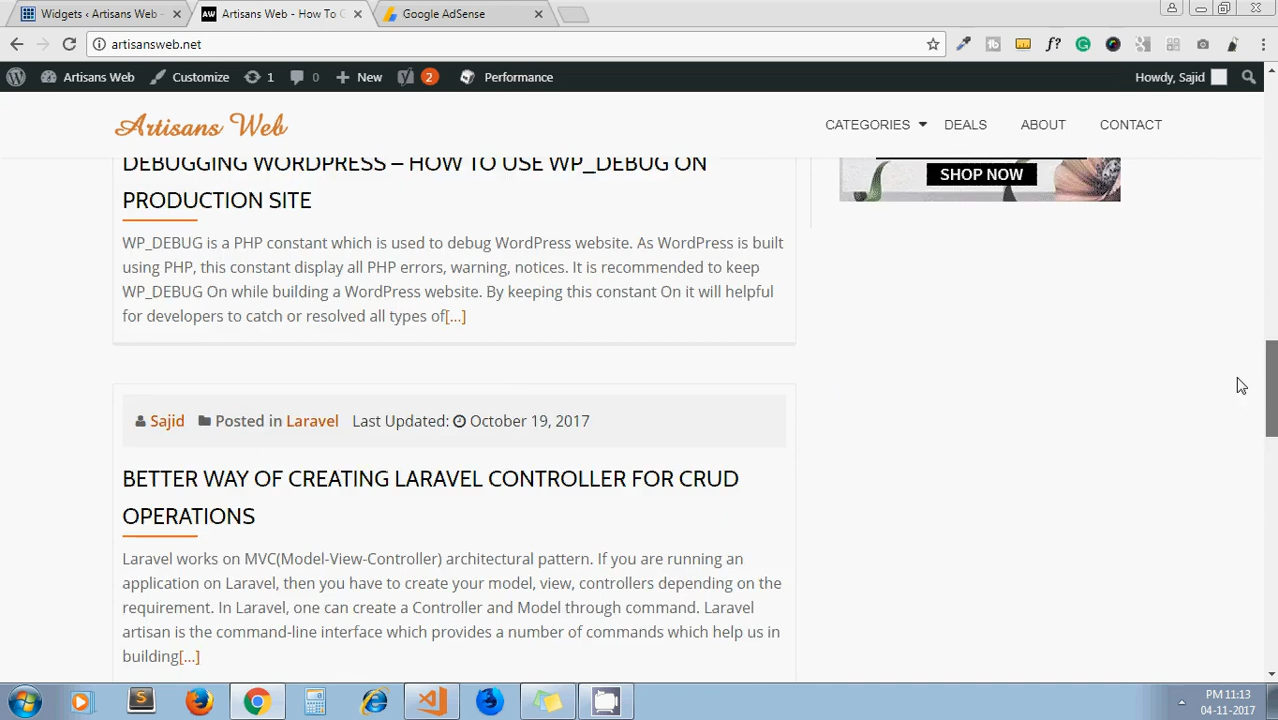 Widgets ‹ Artisans Web -
Artisans Web - How To G
Google AdSense
artisansweb.net
Artisans Web
Customize
1
0
New
2
Performance
Howdy, Sajid
Artisans Web
CATEGORIES
DEALS
ABOUT
CONTACT
DEBUGGING WORDPRESS – HOW TO USE WP_DEBUG ON
PRODUCTION SITE
SHOP NOW
WP_DEBUG is a PHP constant which is used to debug WordPress website. As WordPress is built
using PHP, this constant display all PHP errors, warning, notices. It is recommended to keep
WP_DEBUG On while building a WordPress website. By keeping this constant On it will helpful
for developers to catch or resolved all types of[...]
Sajid Posted in Laravel Last Updated: October 19, 2017
BETTER WAY OF CREATING LARAVEL CONTROLLER FOR CRUD
OPERATIONS
Laravel works on MVC(Model-View-Controller) architectural pattern. If you are running an
application on Laravel, then you have to create your model, view, controllers depending on the
requirement. In Laravel, one can create a Controller and Model through command. Laravel
artisan is the command-line interface which provides a number of commands which help us in
building[...]
PM 11:13
04-11-2017